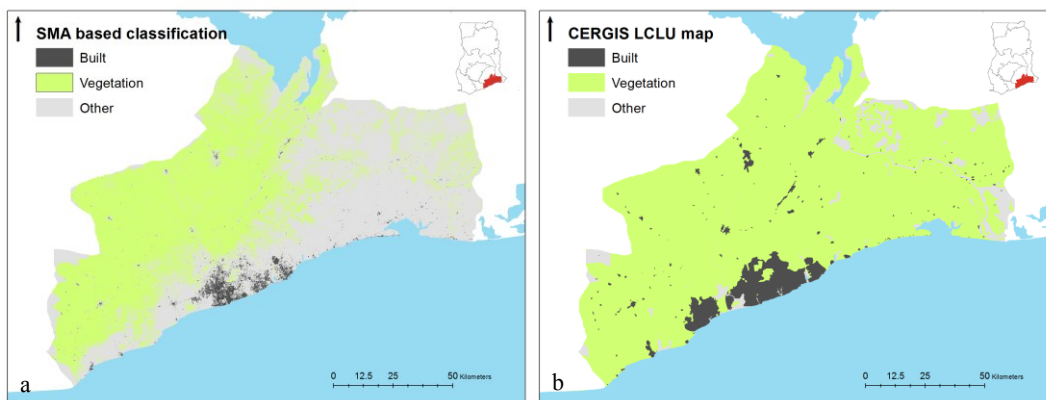 SMA based classification
Built
Vegetation
Other
a
0 12.5 25 50 Kilometers
CERGIS LCLU map
Built
Vegetation
Other
b
0 12.5 25 50 Kilometers